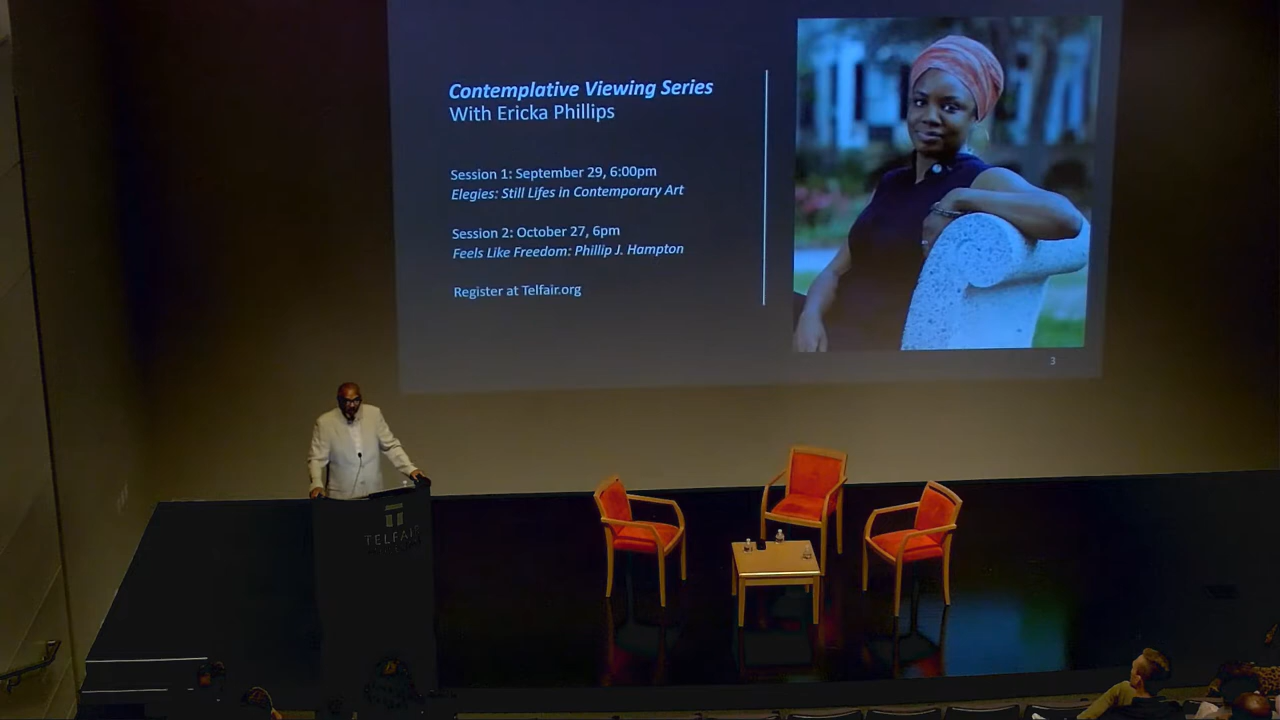 Contemplative Viewing Series
With Ericka Phillips
Session 1: September 29, 6:00pm
Elegies: Still Lifes in Contemporary Art
Session 2: October 27, 6pm
Feels Like Freedom: Phillip J. Hampton
Register at Telfair.org
3
TELFAIR